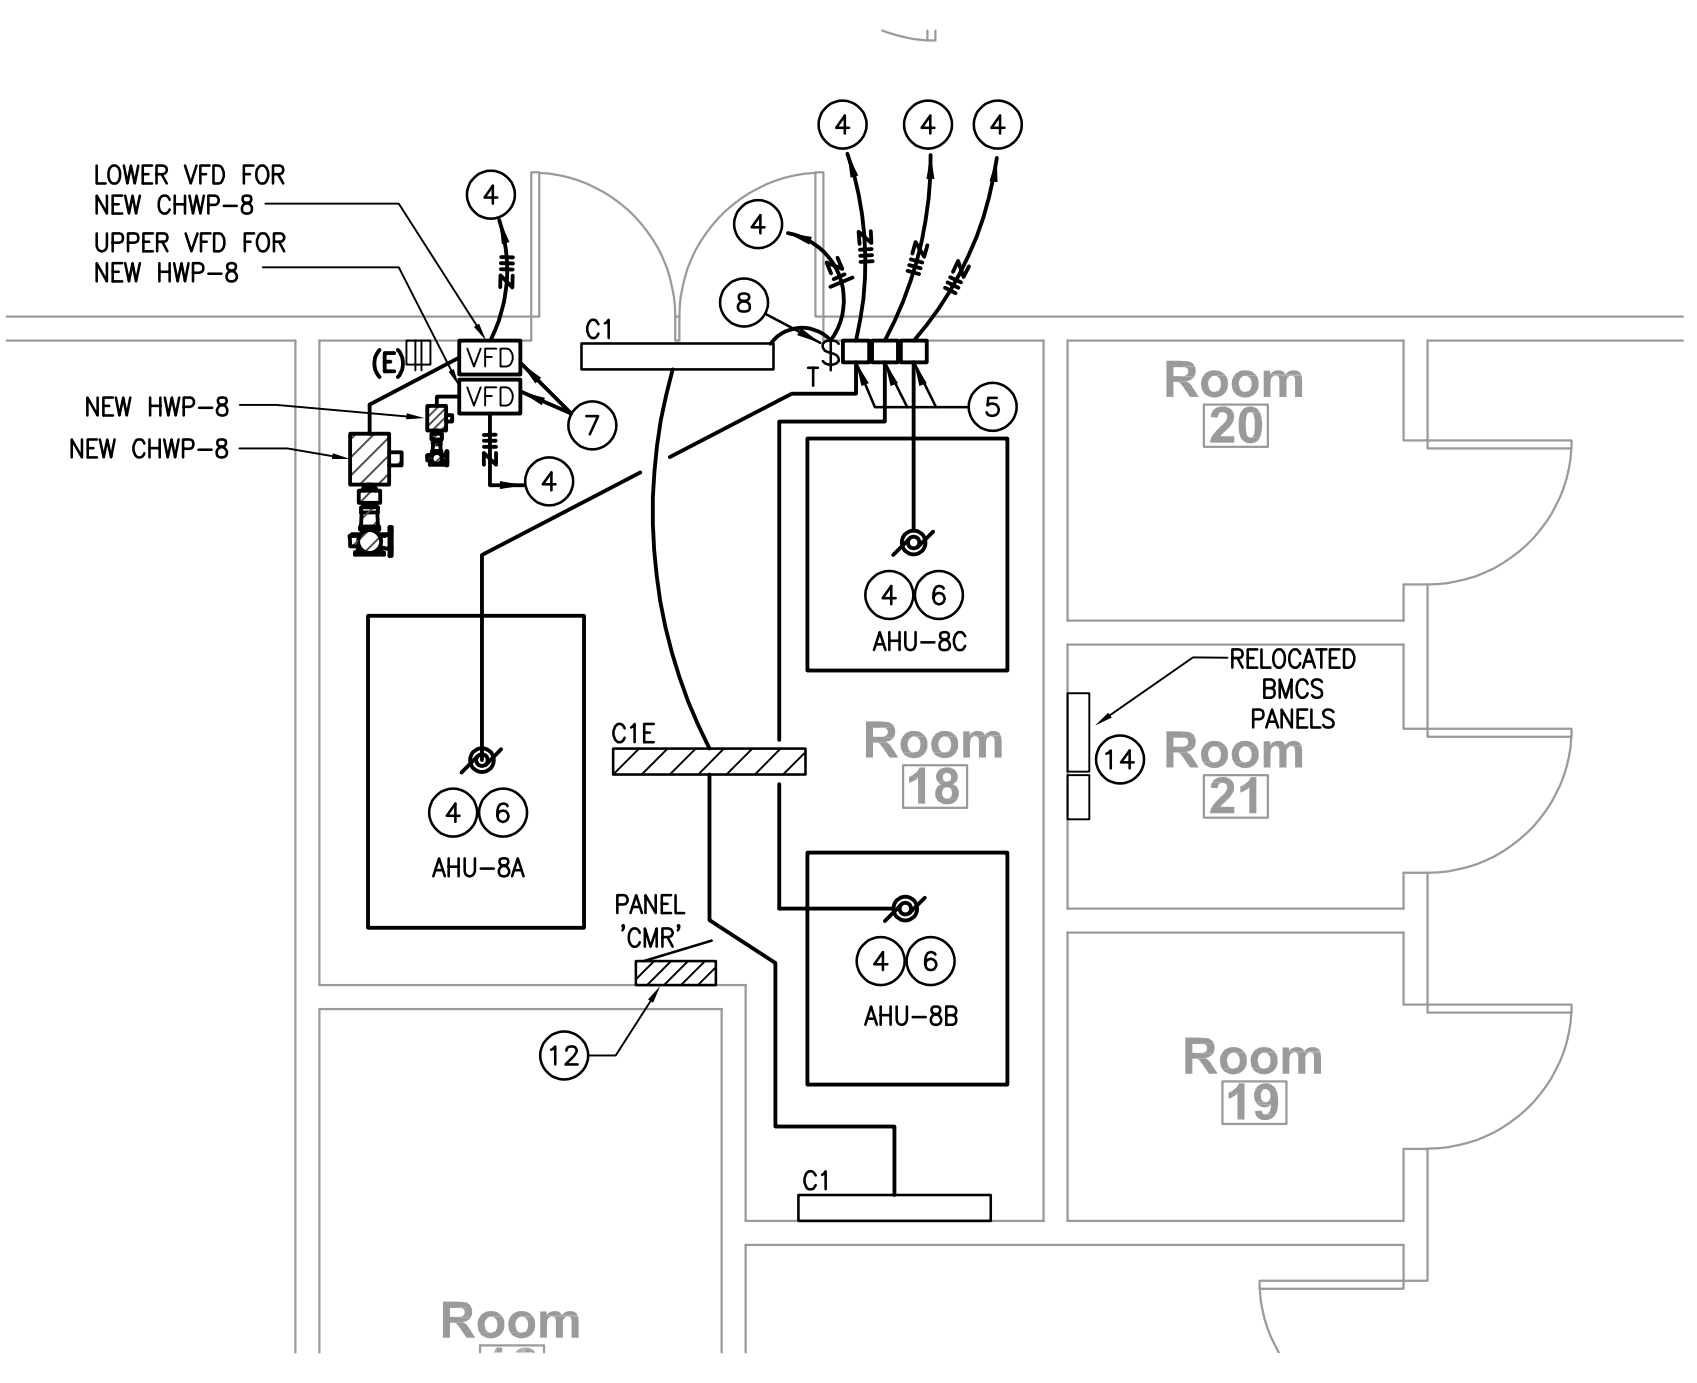 4
4
4
LOWER VFD FOR
NEW CHWP-8
UPPER VFD FOR
NEW HWP-8
4
4
8
C1
(E)
VFD
VFD
$
T
NEW HWP-8
NEW CHWP-8
7
5
4
Room
20
4 6
AHU-8C
RELOCATED
BMCS
PANELS
14
C1E
Room
18
Room
21
4 6
AHU-8A
PANEL
'CMR'
4 6
AHU-8B
12
Room
19
C1
Room